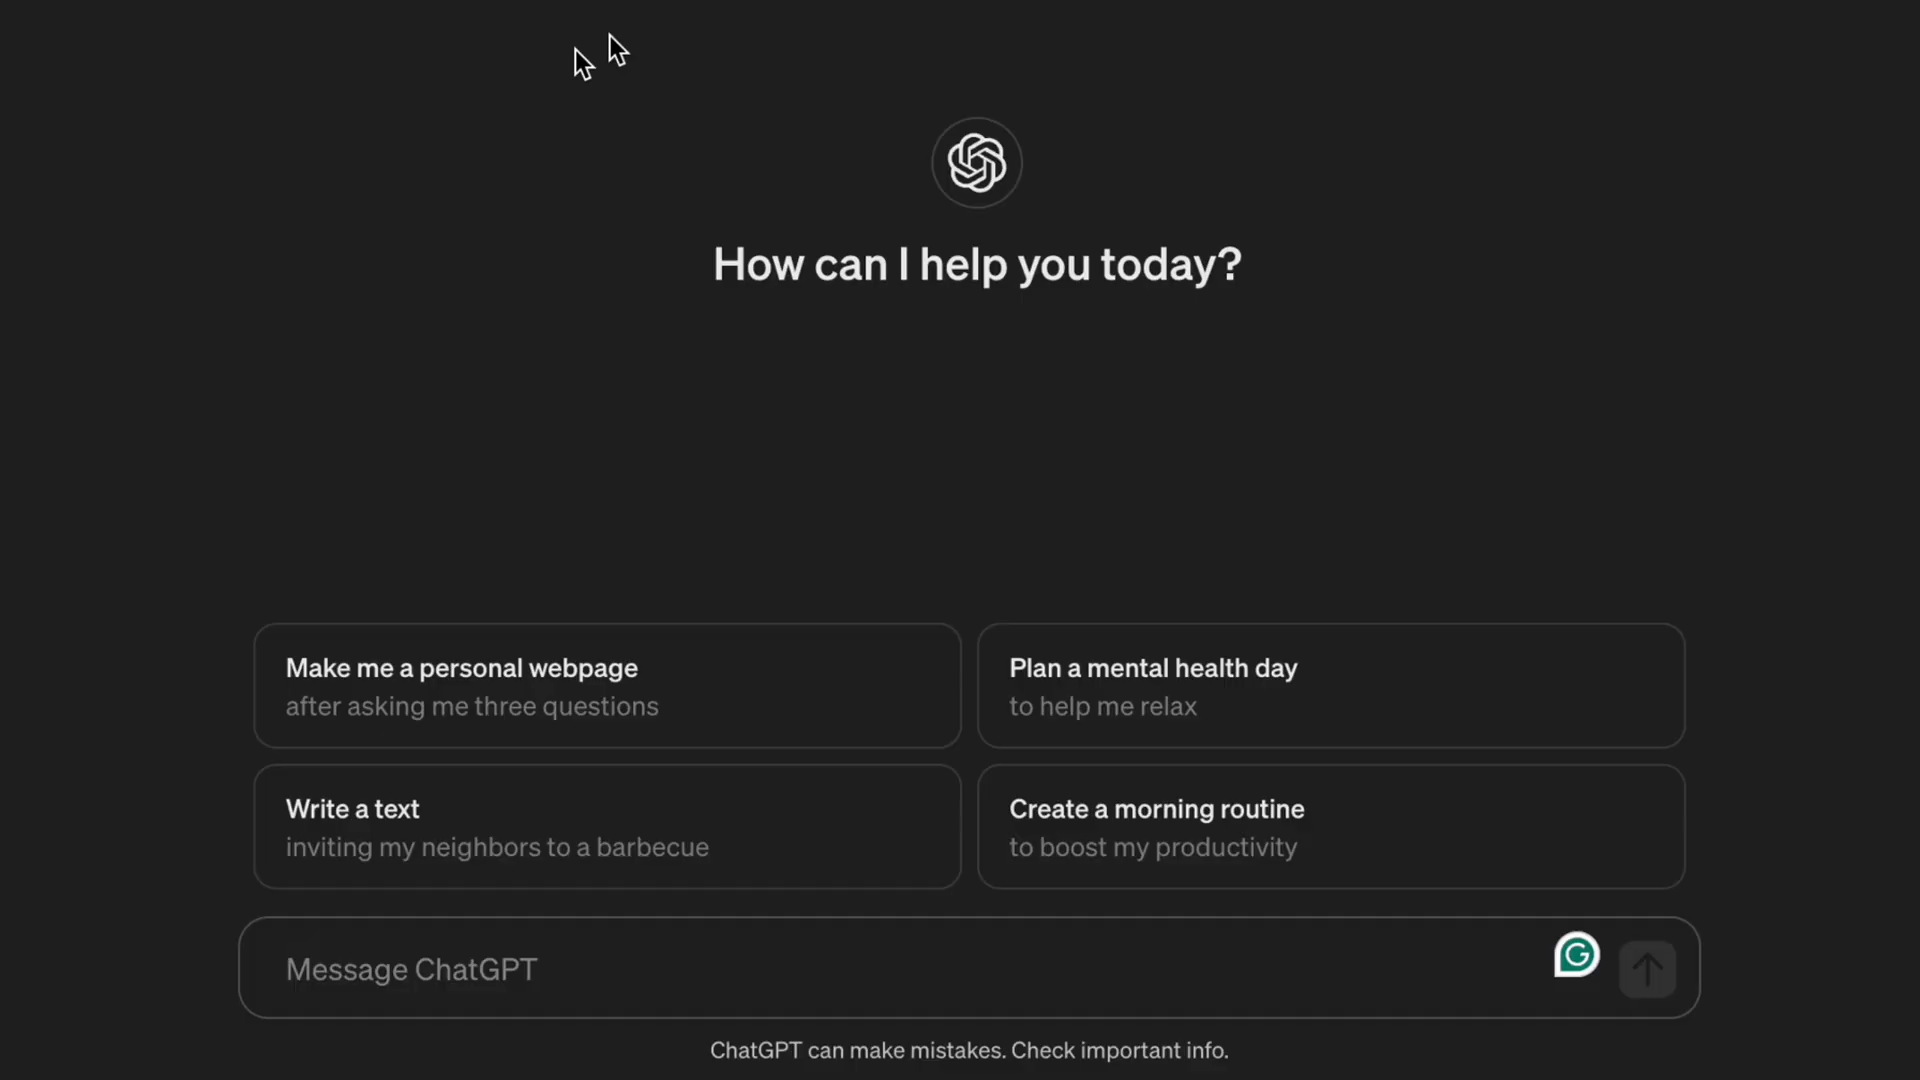 How can I help you today?
Make me a personal webpage
after asking me three questions
Plan a mental health day
to help me relax
Write a text
inviting my neighbors to a barbecue
Create a morning routine
to boost my productivity
Message ChatGPT
ChatGPT can make mistakes. Check important info.